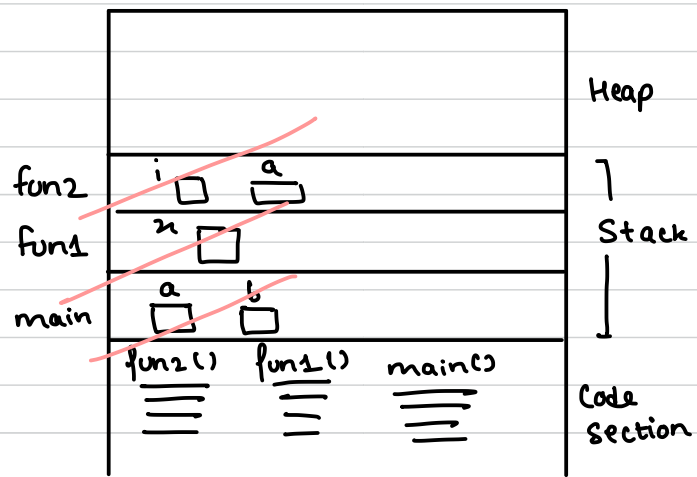 Heap
fun2 i a
fun1 x
Stack
main a b
fun2() fun1() main()
Code
section